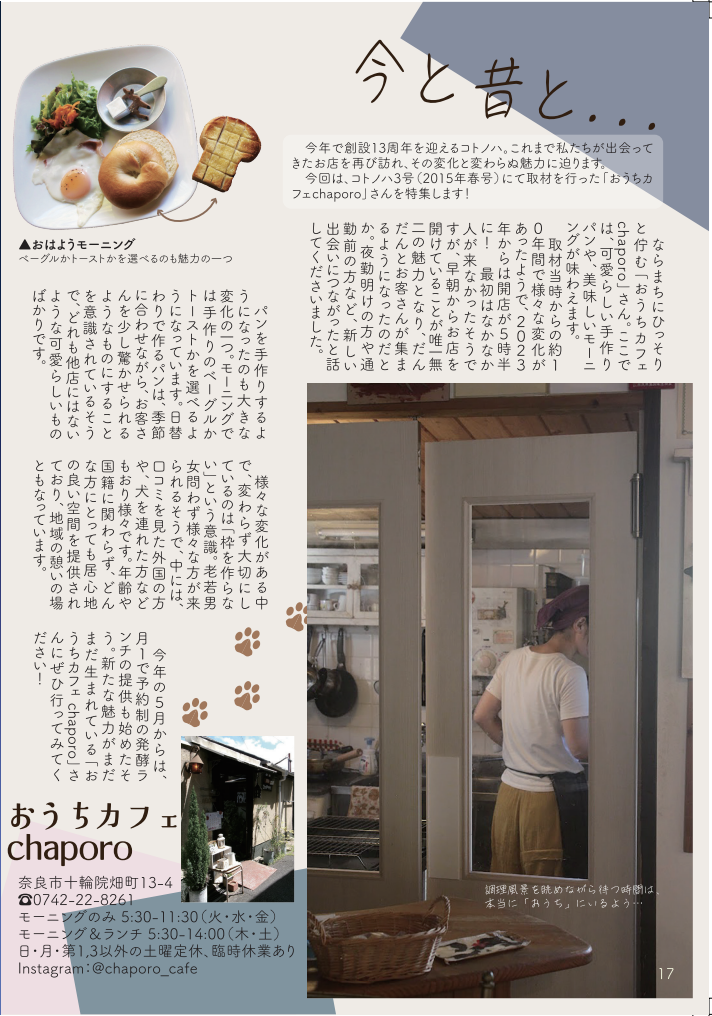 今と昔と...
今年で創設13周年を迎えるコトノハ。これまで私たちが出会って
きたお店を再び訪れ、その変化と変わらぬ魅力に迫ります。
今回は、コトノハ3号(2015年春号)にて取材を行った「おうちカ
フェchaporo」さんを特集します!
▲おはようモーニング
ベーグルかトーストかを選べるのも魅力の一つ
ならまちにひっそり
と佇む「おうちカフェ
chaporo」さん。ここで
は、可愛らしい手作り
パンや、美味しいモーニ
ングが味わえます。
取材当時からの約1
0年間で様々な変化が
あったようで、2023
年からは開店が5時半
に! 最初はなかなか
人が来なかったそうで
すが、早朝からお店を
開けていることが唯一無
二の魅力となり、だん
だんとお客さんが集ま
るようになったのだと
か。夜勤明けの方や通
勤前の方など、新しい
出会いにつながったと話
してくださいました。
パンを手作りするよ
うになったのも大きな
変化の一つ。モーニングで
は手作りのベーグルか
トーストかを選べるよ
うになっています。日替
わりで作るパンは、季節
に合わせながら、お客さ
んを少し驚かせられる
ようなものにすること
を意識されているそう
で、どれも他店にはない
ような可愛らしいもの
ばかりです。
様々な変化がある中
で、変わらず大切にし
ているのは「枠を作らな
い」という意識。老若男
女問わず様々な方が来
られるそうで、中には、
口コミを見た外国の方
や、犬を連れた方など
もおり様々です。年齢や
国籍に関わらず、どん
な方にとっても居心地
の良い空間を提供され
ており、地域の憩いの場
ともなっています。
今年の5月からは、
月1で予約制の発酵ラ
ンチの提供も始めたそ
う。新たな魅力がまだ
まだ生まれている「お
うちカフェ chaporo」さ
んにぜひ行ってみてく
ださい!
調理風景を眺めながら待つ時間は、
本当に「おうち」にいるよう…
おうちカフェ
chaporo
奈良市十輪院畑町13-4
☎0742-22-8261
モーニングのみ 5:30-11:30(火・水・金)
モーニング&ランチ 5:30-14:00(木・土)
日・月・第1,3以外の土曜定休、臨時休業あり
Instagram:@chaporo_cafe
17